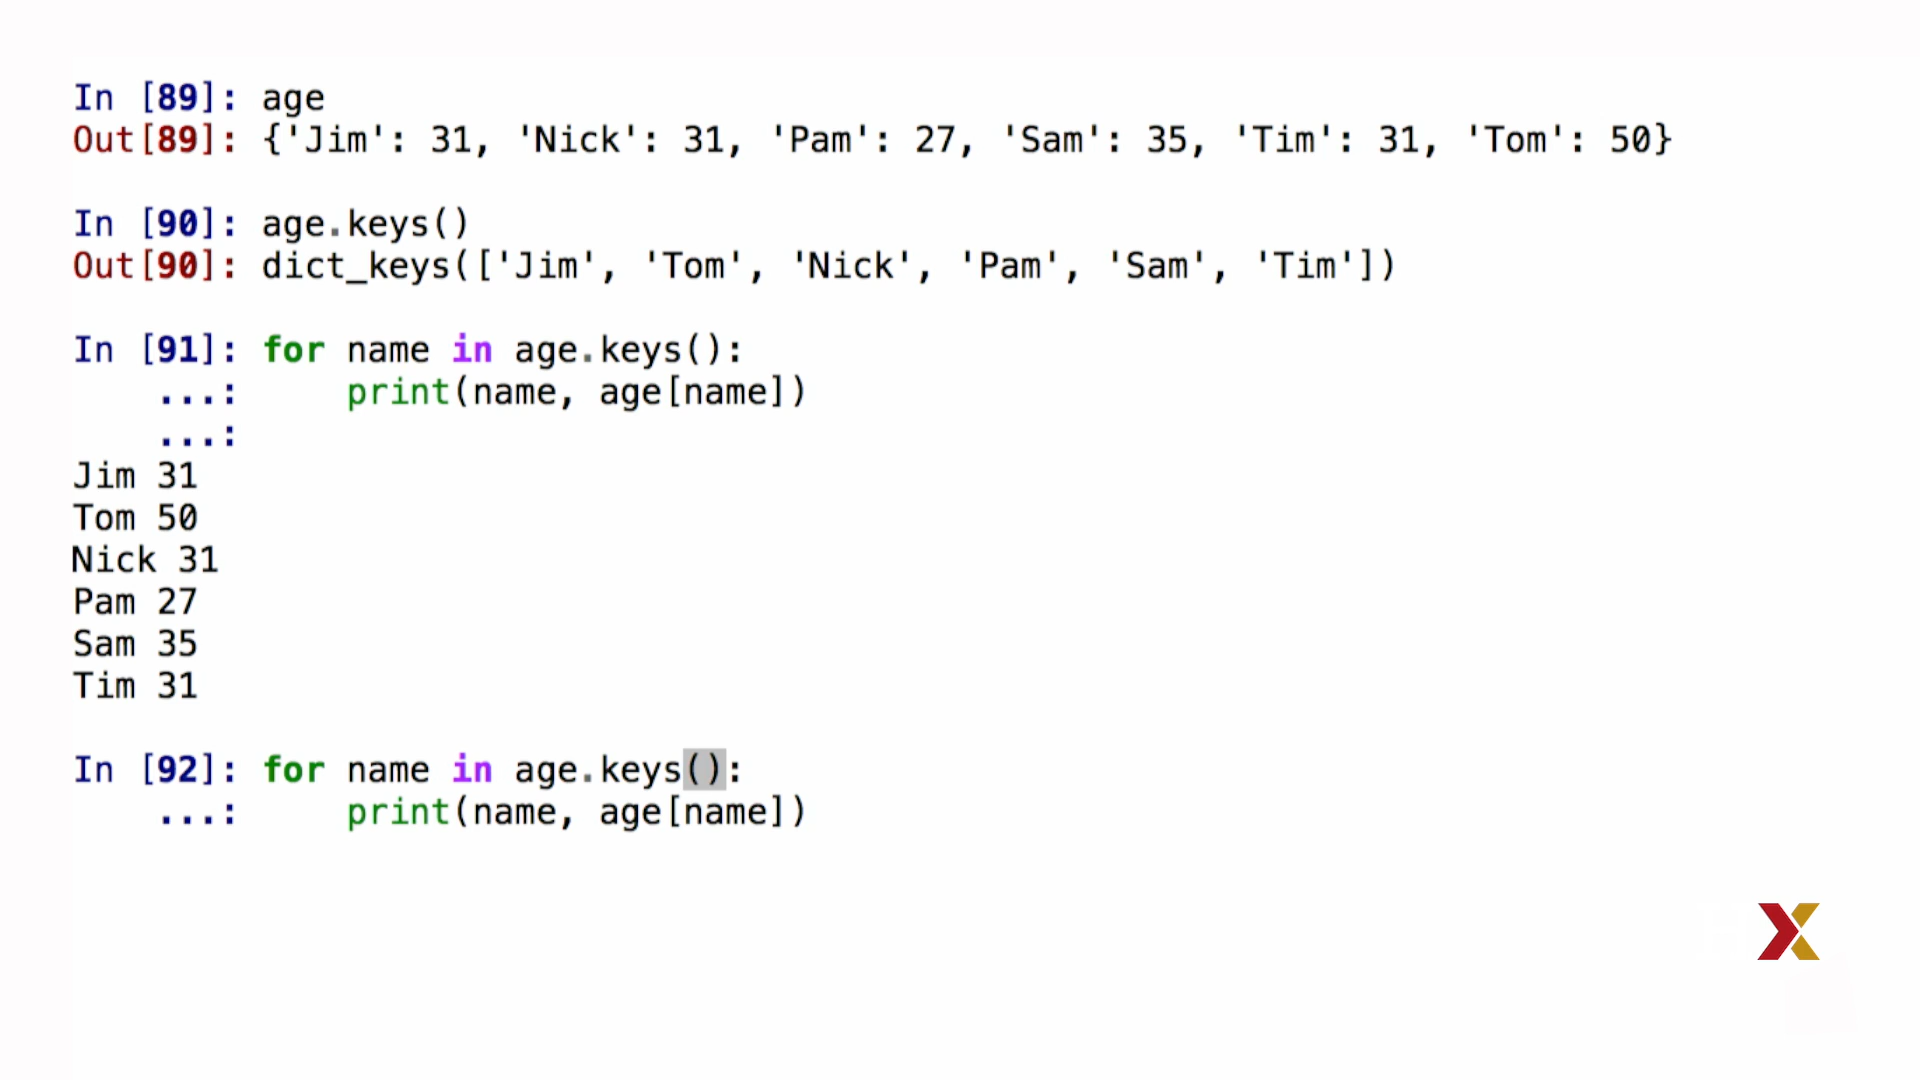 In [89]: age
Out[89]: {'Jim': 31, 'Nick': 31, 'Pam': 27, 'Sam': 35, 'Tim': 31, 'Tom': 50}
In [90]: age.keys()
Out[90]: dict_keys(['Jim', 'Tom', 'Nick', 'Pam', 'Sam', 'Tim'])
In [91]: for name in age.keys():
...:     print(name, age[name])
...:
Jim 31
Tom 50
Nick 31
Pam 27
Sam 35
Tim 31
In [92]: for name in age.keys():
...:     print(name, age[name])
X